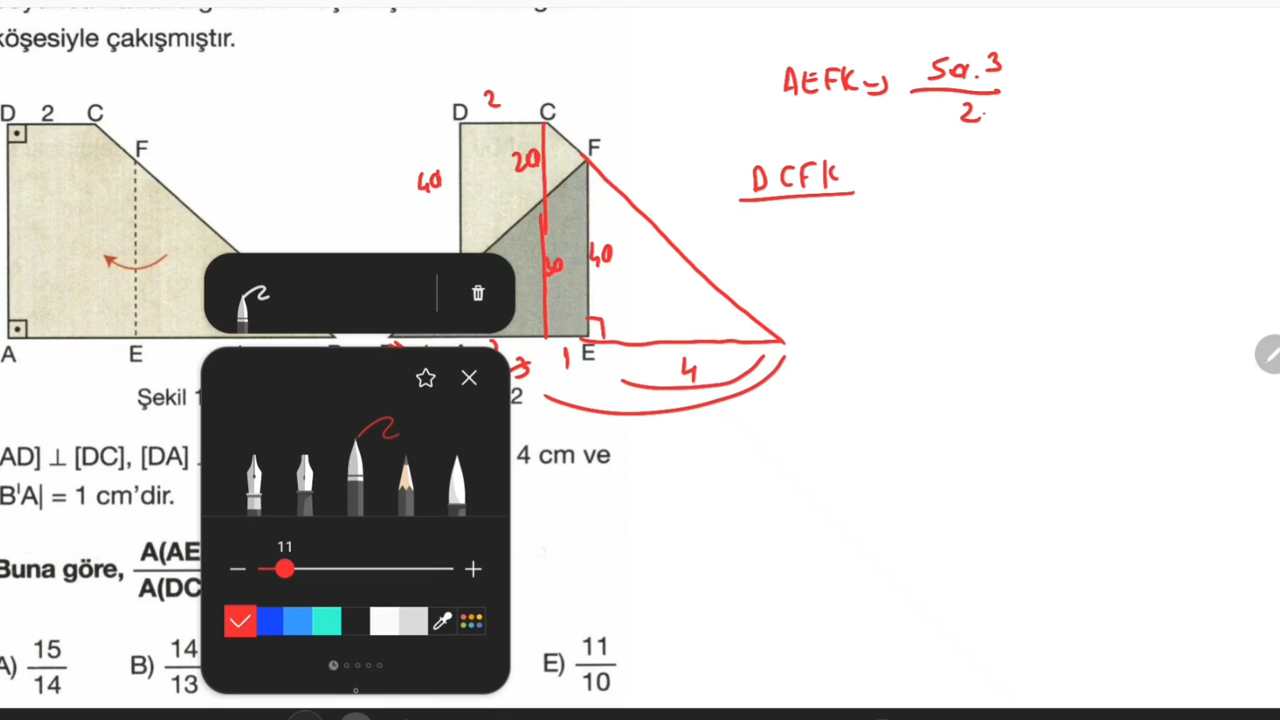 köşesiyle çakışmıştır.
AEFK→ 5a.3
2
D 2 C
D 2 C
F
F
20
DCFK
40
30
40
A E
3 1 E
4
Şekil 1
2
AD] ⊥ [DC], [DA]
4 cm ve
B'A| = 1 cm'dir.
11
Buna göre, A(AE
A(DC
A) 15/14
B) 14/13
E) 11/10